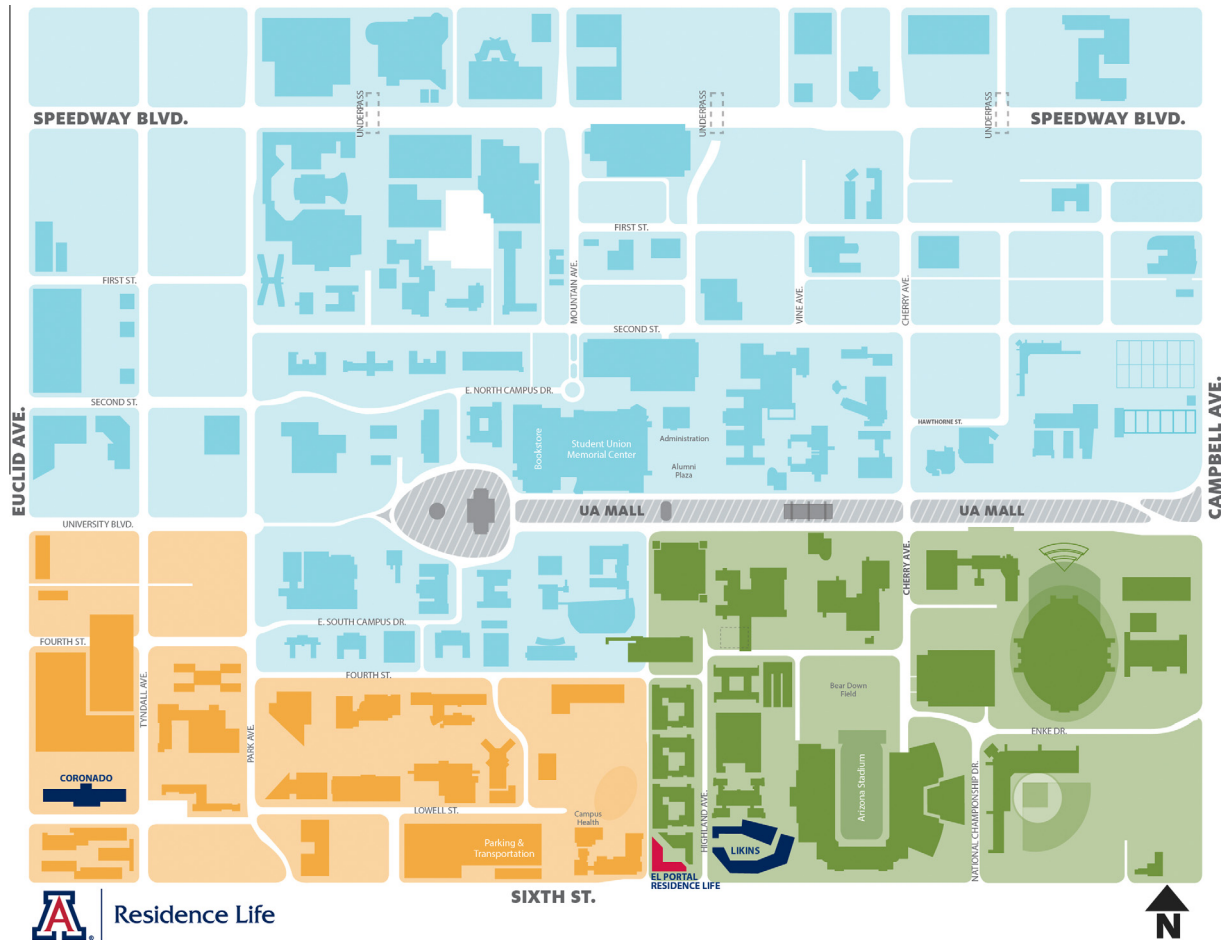 UNDERPASS
UNDERPASS
UNDERPASS
SPEEDWAY BLVD.
SPEEDWAY BLVD.
FIRST ST.
FIRST ST.
MOUNTAIN AVE.
VINE AVE.
CHERRY AVE.
SECOND ST.
E. NORTH CAMPUS DR.
SECOND ST.
EUCLID AVE.
CAMPBELL AVE.
HAWTHORNE ST.
Bookstore
Student Union
Memorial Center
Administration
Alumni
Plaza
UNIVERSITY BLVD.
UA MALL
UA MALL
CHERRY AVE.
E. SOUTH CAMPUS DR.
FOURTH ST.
FOURTH ST.
TYNDALL AVE.
PARK AVE.
Bear Down
Field
ENKE DR.
CORONADO
Arizona Stadium
NATIONAL CHAMPIONSHIP DR.
LOWELL ST.
Campus
Health
HIGHLAND AVE.
Parking &
Transportation
LIKINS
EL PORTAL
RESIDENCE LIFE
SIXTH ST.
A
Residence Life
N